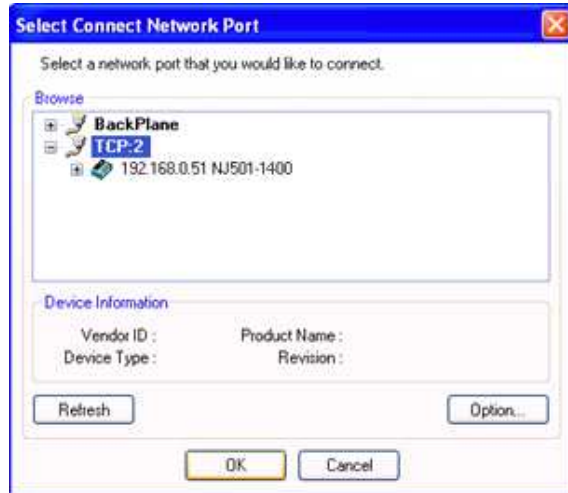 Select Connect Network Port
Select a network port that you would like to connect.
Browse
BackPlane
TCP:2
192.168.0.51 NJ501-1400
Device Information
Vendor ID : Product Name :
Device Type : Revision :
Refresh Option...
OK Cancel